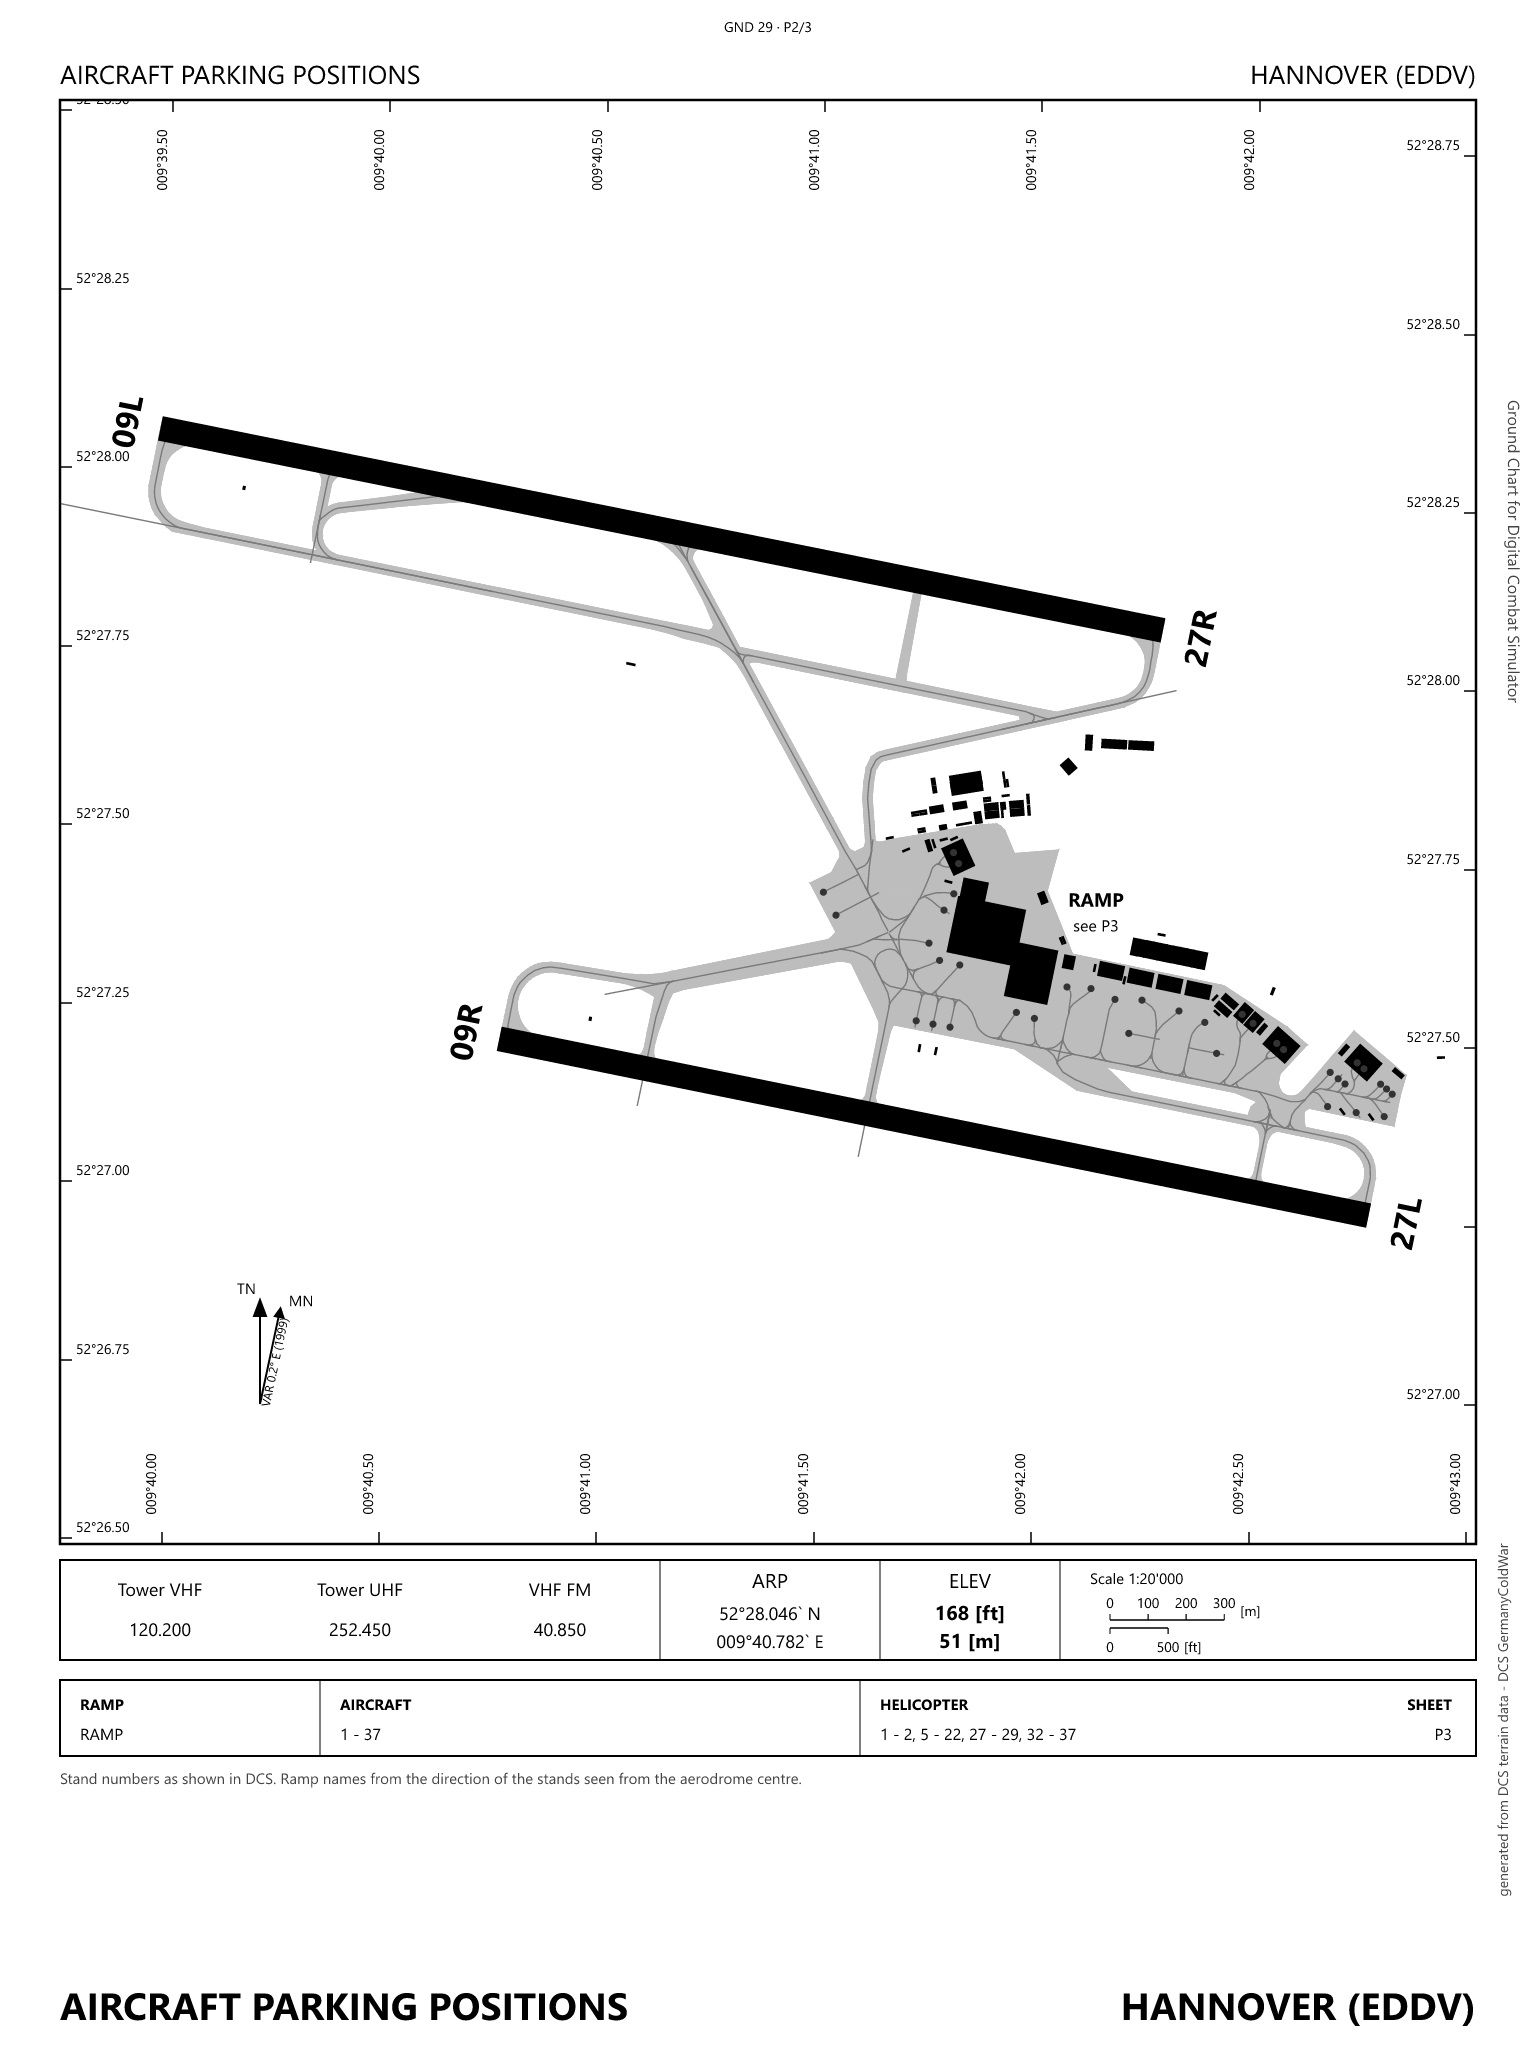 GND 29 · P2/3
AIRCRAFT PARKING POSITIONS
HANNOVER (EDDV)
009°39.50
009°40.00
009°40.50
009°41.00
009°41.50
009°42.00
52°28.75
52°28.25
52°28.50
09L
52°28.00
52°28.25
27R
52°27.75
52°28.00
52°27.50
52°27.75
RAMP
see P3
52°27.25
09R
52°27.50
52°27.00
27L
TN
MN
VAR 0.2° E (1999)
52°26.75
52°27.00
009°40.00
009°40.50
009°41.00
009°41.50
009°42.00
009°42.50
009°43.00
52°26.50
Ground Chart for Digital Combat Simulator
generated from DCS terrain data - DCS GermanyColdWar
Tower VHF
120.200
Tower UHF
252.450
VHF FM
40.850
ARP
52°28.046` N
009°40.782` E
ELEV
168 [ft]
51 [m]
Scale 1:20'000
0 100 200 300 [m]
0 500 [ft]
RAMP AIRCRAFT HELICOPTER SHEET
RAMP 1 - 37 1 - 2, 5 - 22, 27 - 29, 32 - 37 P3
Stand numbers as shown in DCS. Ramp names from the direction of the stands seen from the aerodrome centre.
AIRCRAFT PARKING POSITIONS
HANNOVER (EDDV)